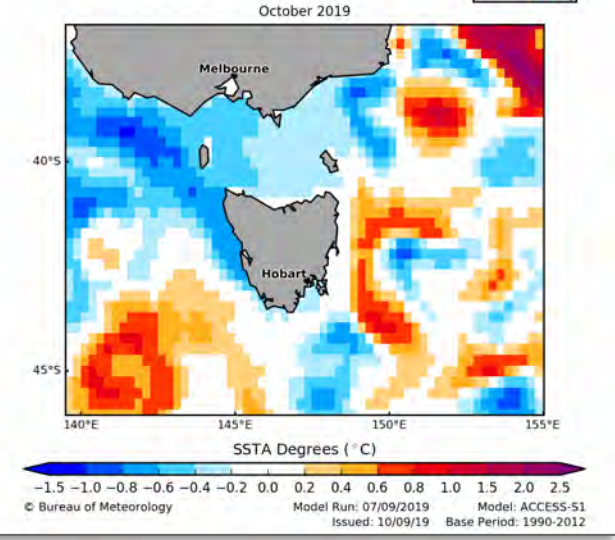 October 2019
Melbourne
40°S
Hobart
45°S
140°E 145°E 150°E 155°E
SSTA Degrees (°C)
−1.5 −1.0 −0.8 −0.6 −0.4 −0.2 0.0 0.2 0.4 0.6 0.8 1.0 1.5 2.0 2.5
© Bureau of Meteorology Model Run: 07/09/2019 Model: ACCESS-S1
Issued: 10/09/19 Base Period: 1990-2012